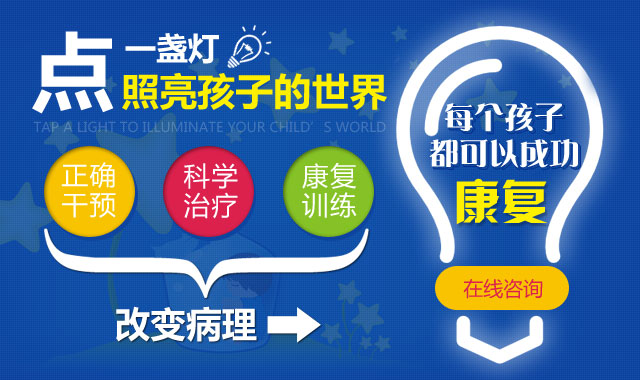 点一盏灯
照亮孩子的世界
TAP A LIGHT TO ILLUMINATE YOUR CHILD'S WORLD
正确
干预
科学
治疗
康复
训练
改变病理
每个孩子
都可以成功
康复
在线咨询